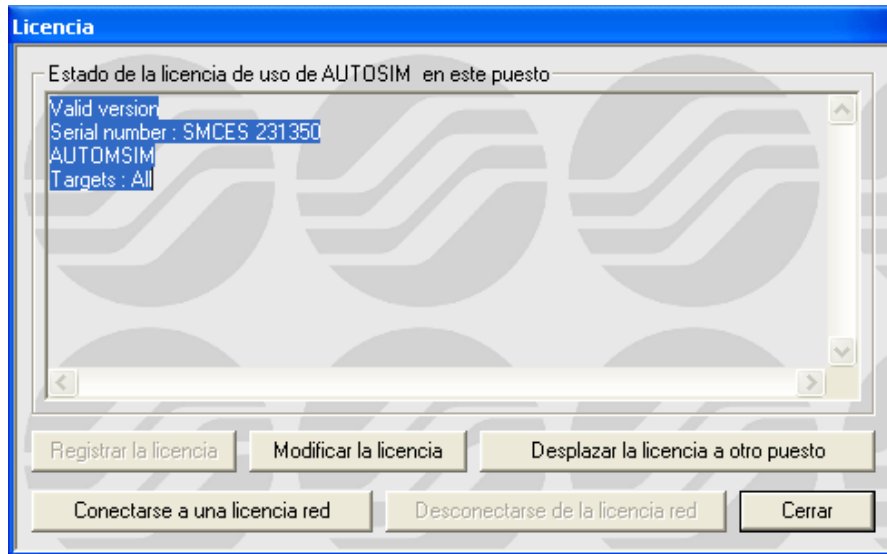 Licencia
Estado de la licencia de uso de AUTOSIM en este puesto
Valid version
Serial number : SMCES 231350
AUTOMSIM
Targets : All
Registrar la licencia
Modificar la licencia
Desplazar la licencia a otro puesto
Conectarse a una licencia red
Desconectarse de la licencia red
Cerrar